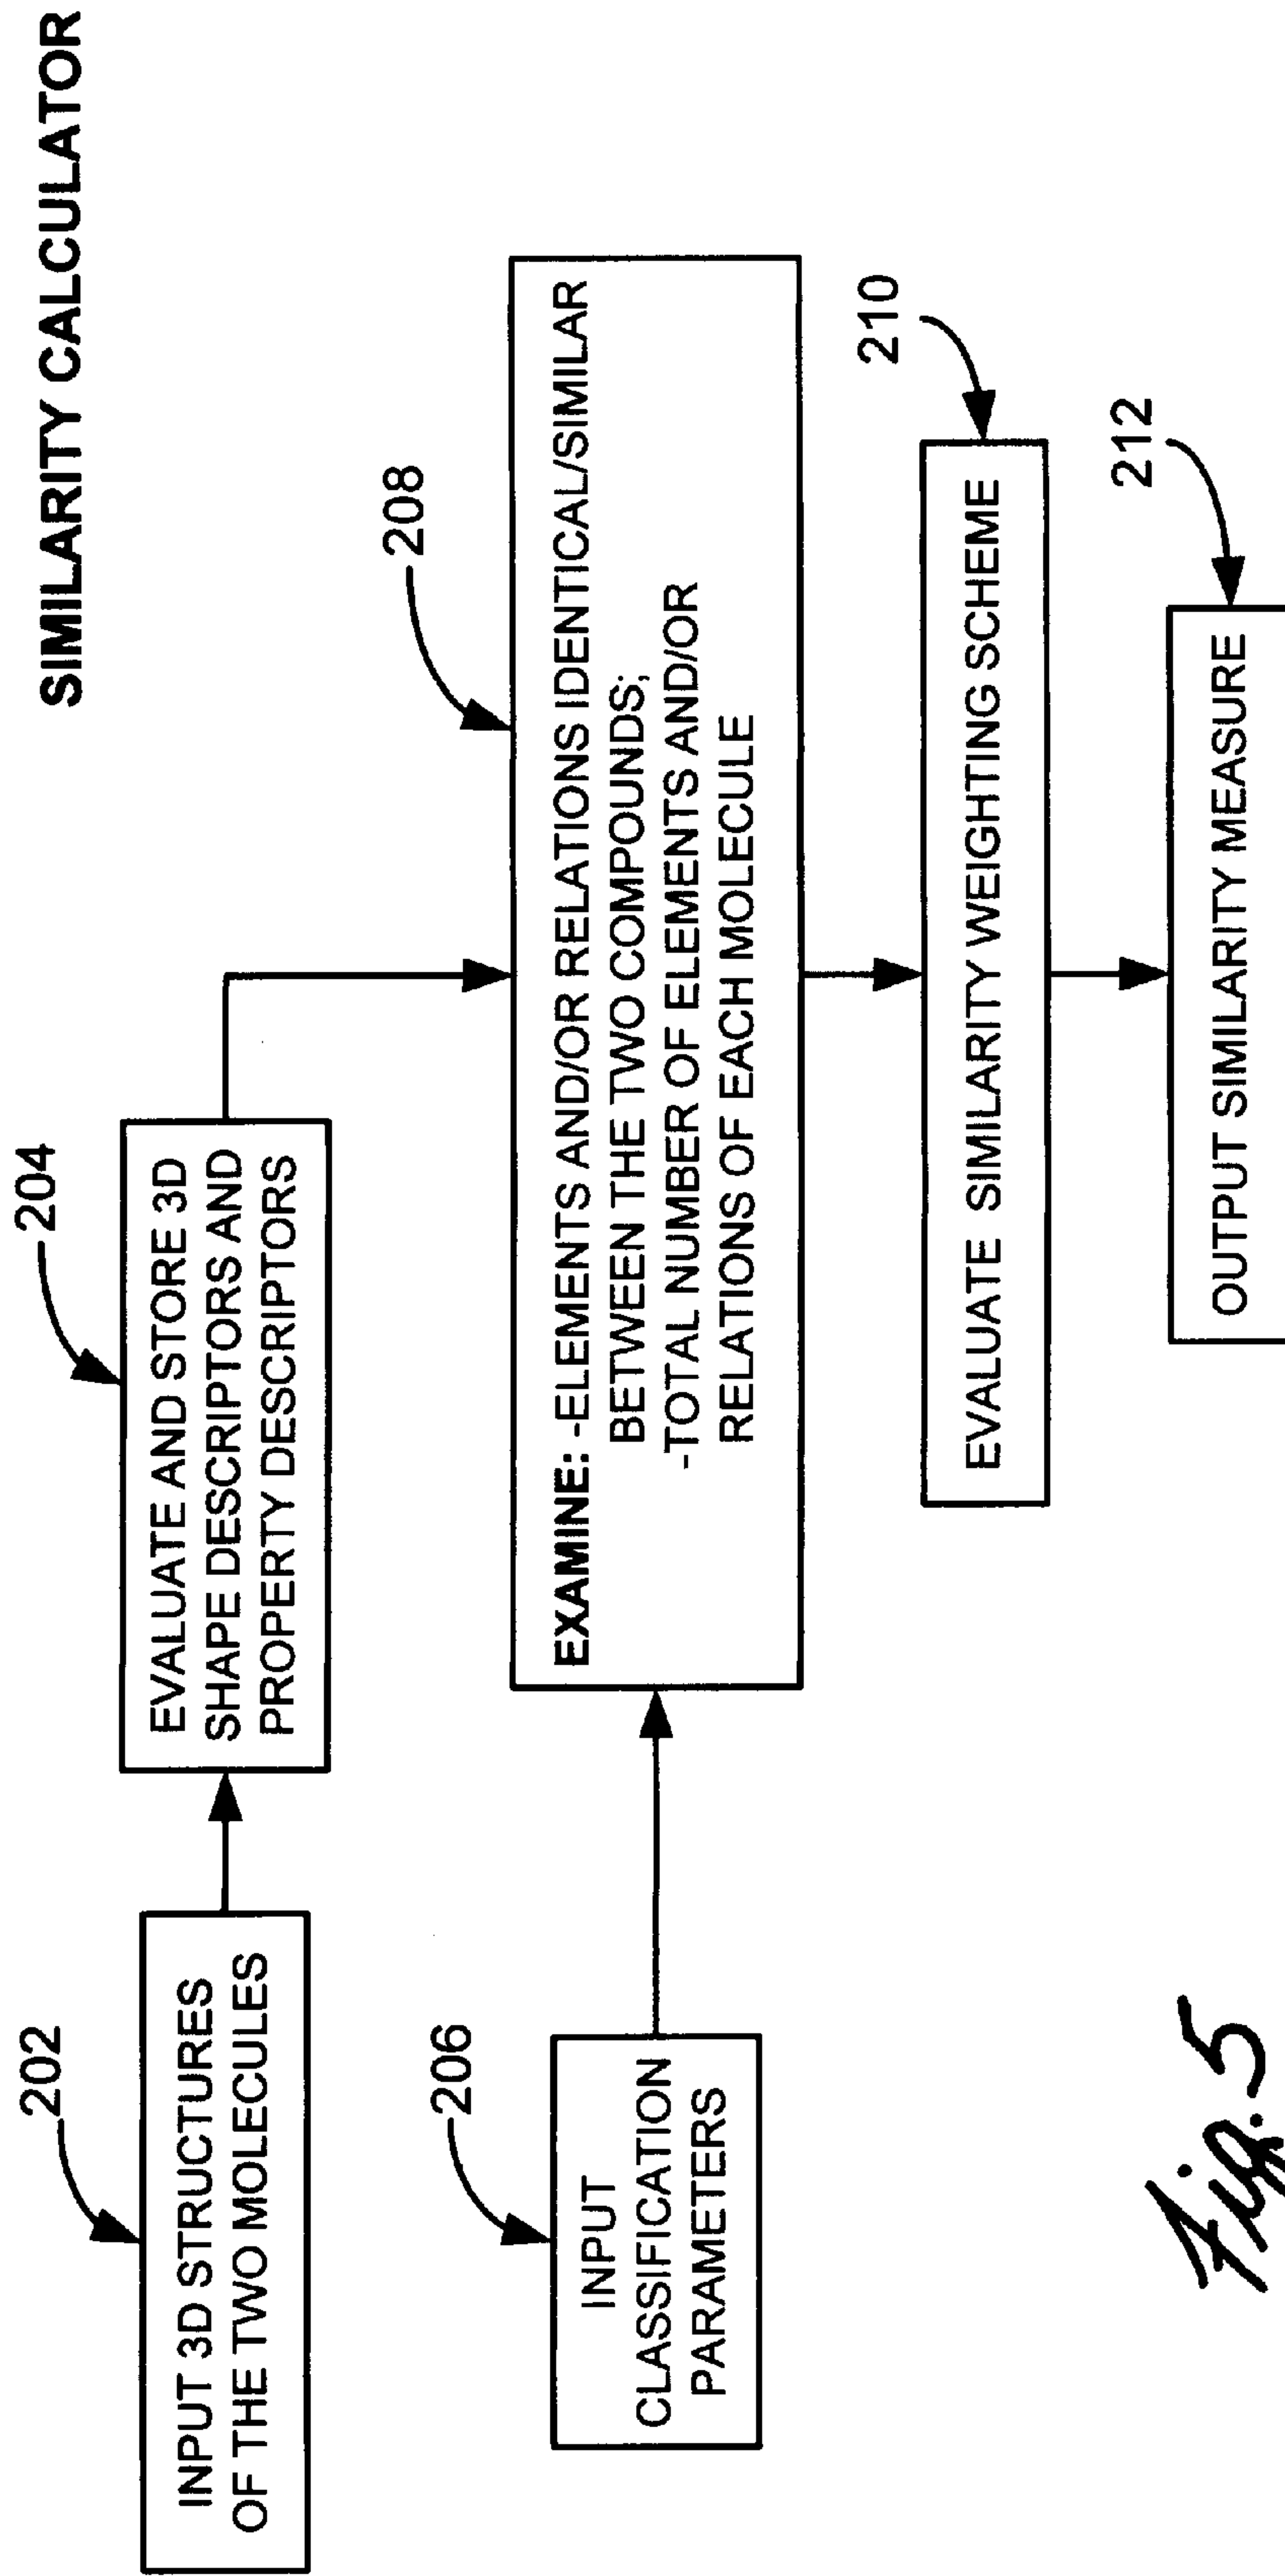 SIMILARITY CALCULATOR
202
INPUT 3D STRUCTURES
OF THE TWO MOLECULES
204
EVALUATE AND STORE 3D
SHAPE DESCRIPTORS AND
PROPERTY DESCRIPTORS
206
INPUT
CLASSIFICATION
PARAMETERS
208
EXAMINE: -ELEMENTS AND/OR RELATIONS IDENTICAL/SIMILAR
BETWEEN THE TWO COMPOUNDS;
-TOTAL NUMBER OF ELEMENTS AND/OR
RELATIONS OF EACH MOLECULE
210
EVALUATE SIMILARITY WEIGHTING SCHEME
212
OUTPUT SIMILARITY MEASURE
Fig. 5